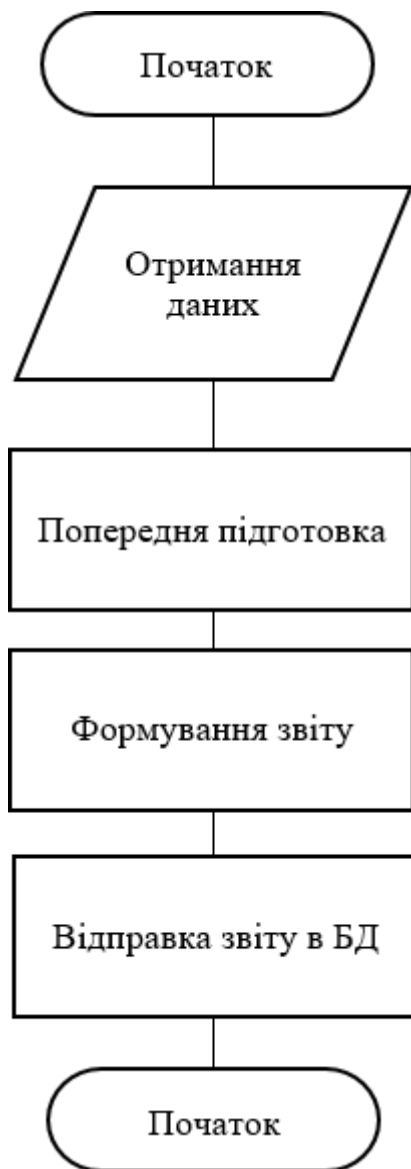 Початок
Отримання
даних
Попередня підготовка
Формування звіту
Відправка звіту в БД
Початок